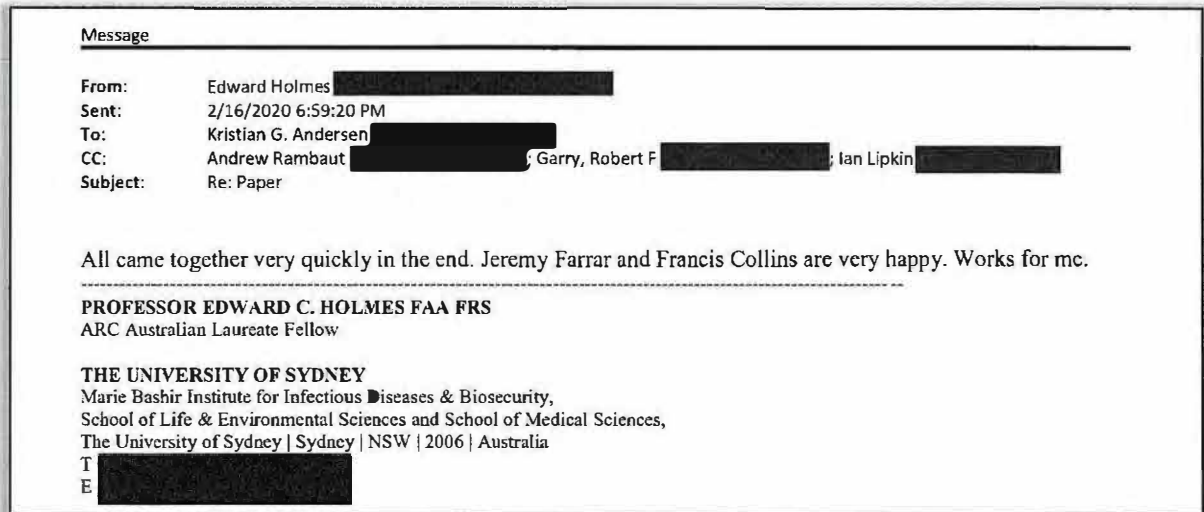 Message
From: Edward Holmes
Sent: 2/16/2020 6:59:20 PM
To: Kristian G. Andersen
CC: Andrew Rambaut ; Garry, Robert F ; Ian Lipkin
Subject: Re: Paper
All came together very quickly in the end. Jeremy Farrar and Francis Collins are very happy. Works for me.
PROFESSOR EDWARD C. HOLMES FAA FRS
ARC Australian Laureate Fellow
THE UNIVERSITY OF SYDNEY
Marie Bashir Institute for Infectious Diseases & Biosecurity,
School of Life & Environmental Sciences and School of Medical Sciences,
The University of Sydney | Sydney | NSW | 2006 | Australia
T
E